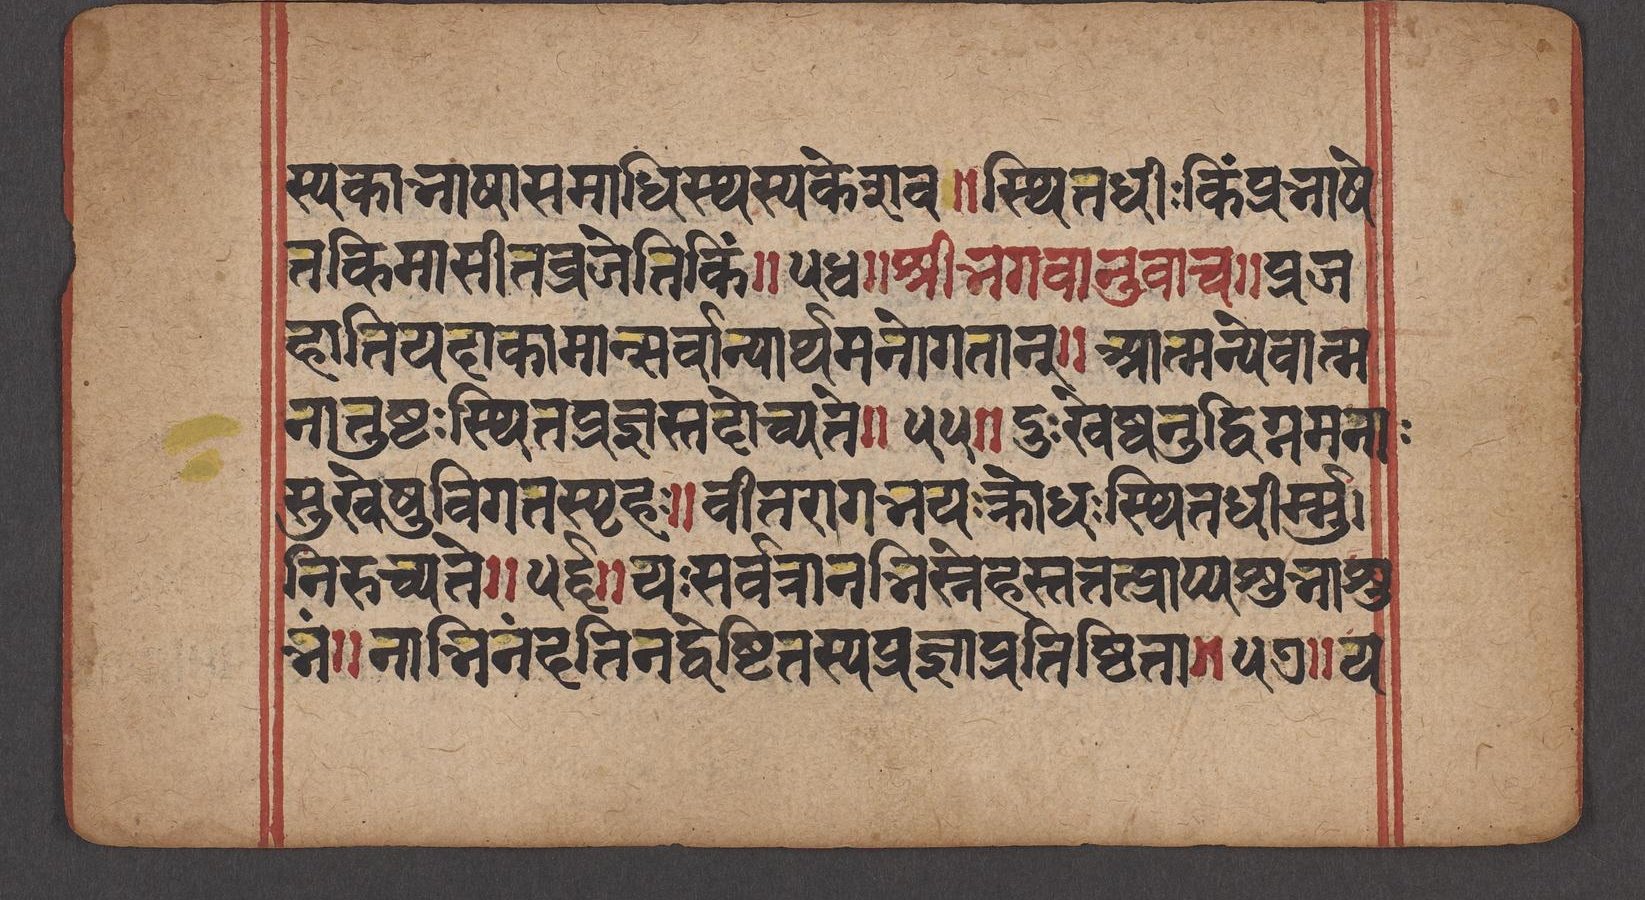 स्यकाभाषासमाधिस्थस्यकेशव॥स्थितधीःकिंप्रभाषे
तकिमासीतव्रजेतकिं॥५४॥श्रीभगवानुवाच॥प्रज
हातियदाकामान्सर्वान्पार्थमनोगतान्॥आत्मन्येवात्म
नातुष्टःस्थितप्रज्ञस्तदोच्यते॥५५॥दुःखेष्वनुद्विग्नमनाः
सुखेषुविगतस्पृहः॥वीतरागभयःक्रोधःस्थितधीर्म्मु।
निरुच्यते॥५६॥यःसर्वत्रानभिस्नेहस्तत्तत्प्राप्यशुभाशु
भं॥नाभिनंदतिनद्वेष्टितस्यप्रज्ञाप्रतिष्ठिता॥५७॥य